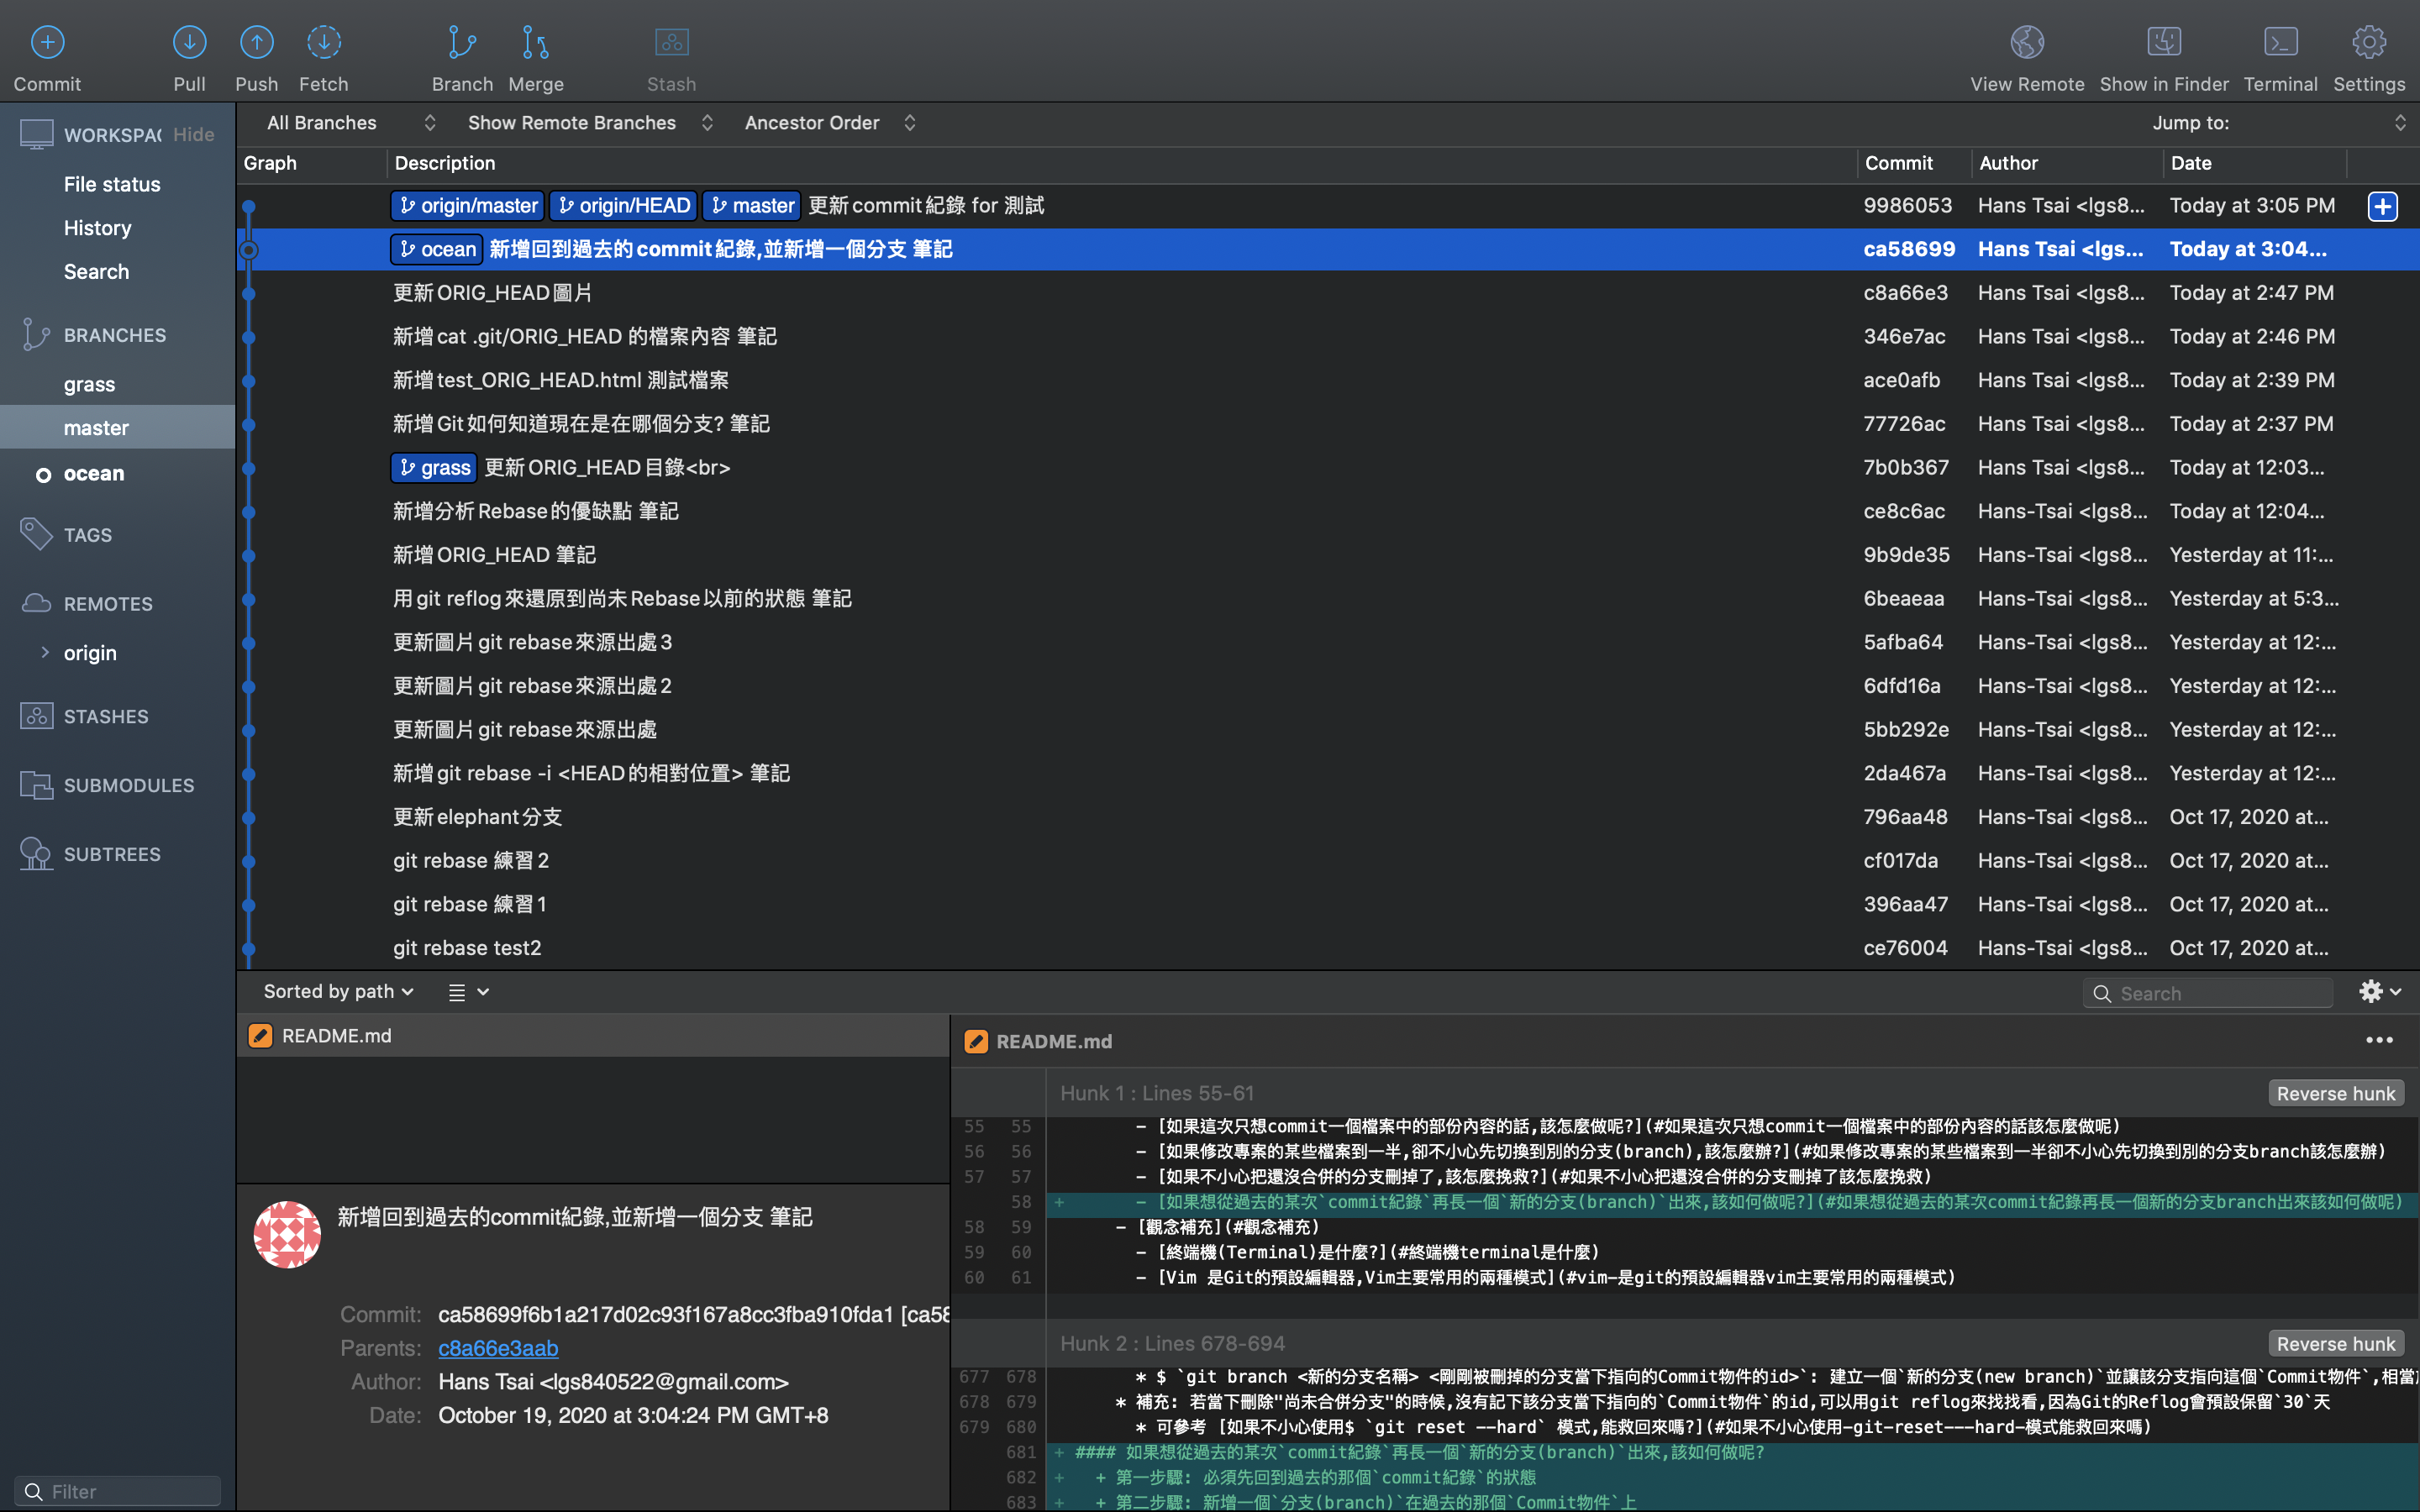 Commit Pull Push Fetch Branch Merge Stash View Remote Show in Finder Terminal Settings
WORKSPAC Hide
File status
History
Search
BRANCHES
grass
master
ocean
TAGS
REMOTES
origin
STASHES
SUBMODULES
SUBTREES
Filter
All Branches Show Remote Branches Ancestor Order Jump to:
Graph Description Commit Author Date
origin/master origin/HEAD master 更新commit紀錄 for 測試 9986053 Hans Tsai <lgs8... Today at 3:05 PM
ocean 新增回到過去的commit紀錄,並新增一個分支 筆記 ca58699 Hans Tsai <lgs... Today at 3:04...
更新ORIG_HEAD圖片 c8a66e3 Hans Tsai <lgs8... Today at 2:47 PM
新增cat .git/ORIG_HEAD 的檔案內容 筆記 346e7ac Hans Tsai <lgs8... Today at 2:46 PM
新增test_ORIG_HEAD.html 測試檔案 ace0afb Hans Tsai <lgs8... Today at 2:39 PM
新增Git如何知道現在是在哪個分支? 筆記 77726ac Hans Tsai <lgs8... Today at 2:37 PM
grass 更新ORIG_HEAD目錄<br> 7b0b367 Hans Tsai <lgs8... Today at 12:03...
新增分析Rebase的優缺點 筆記 ce8c6ac Hans-Tsai <lgs8... Today at 12:04...
新增ORIG_HEAD 筆記 9b9de35 Hans-Tsai <lgs8... Yesterday at 11:...
用git reflog來還原到尚未Rebase以前的狀態 筆記 6beaeaa Hans-Tsai <lgs8... Yesterday at 5:3...
更新圖片git rebase來源出處3 5afba64 Hans-Tsai <lgs8... Yesterday at 12:...
更新圖片git rebase來源出處2 6dfd16a Hans-Tsai <lgs8... Yesterday at 12:...
更新圖片git rebase來源出處 5bb292e Hans-Tsai <lgs8... Yesterday at 12:...
新增git rebase -i <HEAD的相對位置> 筆記 2da467a Hans-Tsai <lgs8... Yesterday at 12:...
更新elephant分支 796aa48 Hans-Tsai <lgs8... Oct 17, 2020 at...
git rebase 練習2 cf017da Hans-Tsai <lgs8... Oct 17, 2020 at...
git rebase 練習1 396aa47 Hans-Tsai <lgs8... Oct 17, 2020 at...
git rebase test2 ce76004 Hans-Tsai <lgs8... Oct 17, 2020 at...
Sorted by path Search
README.md
新增回到過去的commit紀錄,並新增一個分支 筆記
Commit: ca58699f6b1a217d02c93f167a8cc3fba910fda1 [ca58
Parents: c8a66e3aab
Author: Hans Tsai <lgs840522@gmail.com>
Date: October 19, 2020 at 3:04:24 PM GMT+8
README.md
Hunk 1 : Lines 55-61 Reverse hunk
55 55 - [如果這次只想commit一個檔案中的部份內容的話,該怎麼做呢?](#如果這次只想commit一個檔案中的部份內容的話該怎麼做呢)
56 56 - [如果修改專案的某些檔案到一半,卻不小心先切換到別的分支(branch),該怎麼辦?](#如果修改專案的某些檔案到一半卻不小心先切換到別的分支branch該怎麼辦)
57 57 - [如果不小心把還沒合併的分支刪掉了,該怎麼挽救?](#如果不小心把還沒合併的分支刪掉了該怎麼挽救)
58 + - [如果想從過去的某次`commit紀錄`再長一個`新的分支(branch)`出來,該如何做呢?](#如果想從過去的某次commit紀錄再長一個新的分支branch出來該如何做呢)
58 59 - [觀念補充](#觀念補充)
59 60 - [終端機(Terminal)是什麼?](#終端機terminal是什麼)
60 61 - [Vim 是Git的預設編輯器,Vim主要常用的兩種模式](#vim-是git的預設編輯器vim主要常用的兩種模式)
Hunk 2 : Lines 678-694 Reverse hunk
677 678 * $ `git branch <新的分支名稱> <剛剛被刪掉的分支當下指向的Commit物件的id>`: 建立一個`新的分支(new branch)`並讓該分支指向這個`Commit物件`,相當
678 679 * 補充: 若當下刪除"尚未合併分支"的時候,沒有記下該分支當下指向的`Commit物件`的id,可以用git reflog來找找看,因為Git的Reflog會預設保留`30`天
679 680 * 可參考 [如果不小心使用$ `git reset --hard` 模式,能救回來嗎?](#如果不小心使用-git-reset---hard-模式能救回來嗎)
681 + #### 如果想從過去的某次`commit紀錄`再長一個`新的分支(branch)`出來,該如何做呢?
682 + + 第一步驟: 必須先回到過去的那個`commit紀錄`的狀態
683 + + 第二步驟: 新增一個`分支(branch)`在過去的那個`Commit物件`上